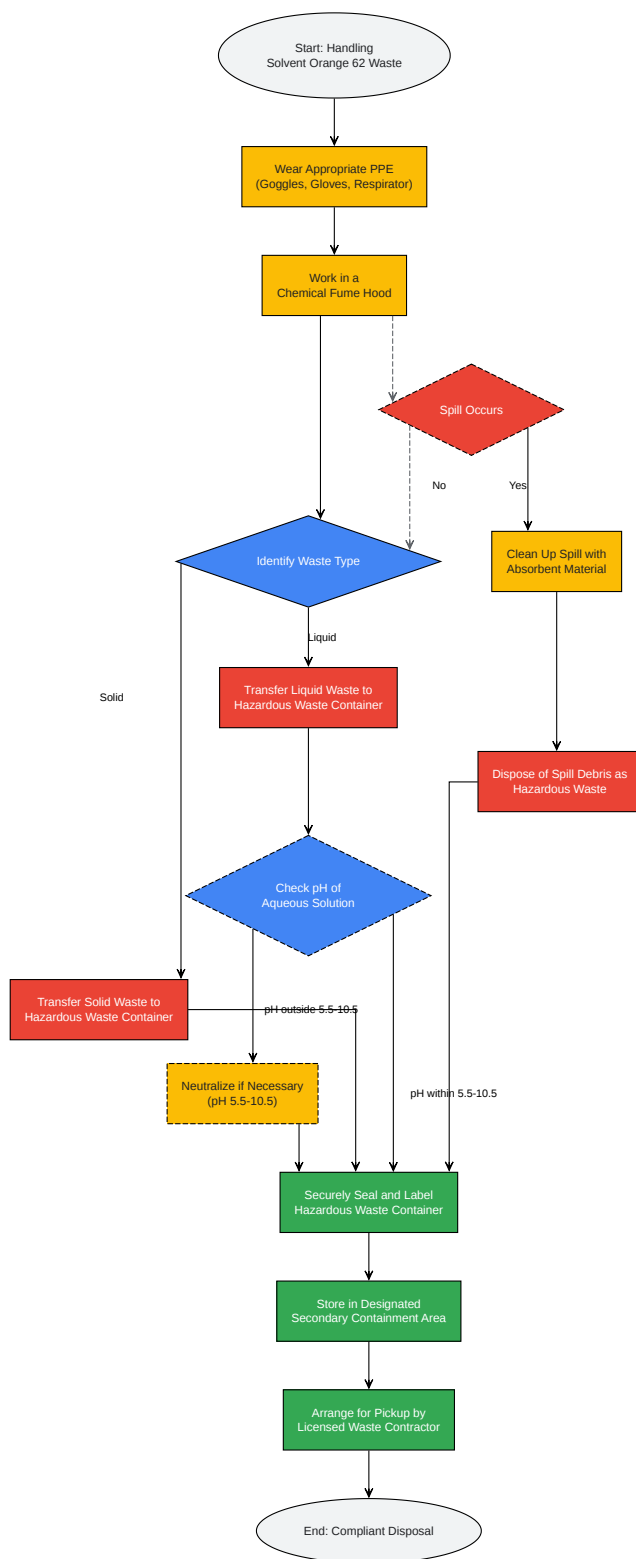 Start: Handling
Solvent Orange 62 Waste
Wear Appropriate PPE
(Goggles, Gloves, Respirator)
Work in a
Chemical Fume Hood
Spill Occurs
No
Yes
Identify Waste Type
Clean Up Spill with
Absorbent Material
Liquid
Solid
Transfer Liquid Waste to
Hazardous Waste Container
Dispose of Spill Debris as
Hazardous Waste
Check pH of
Aqueous Solution
Transfer Solid Waste to
Hazardous Waste Container
pH outside 5.5-10.5
Neutralize if Necessary
(pH 5.5-10.5)
pH within 5.5-10.5
Securely Seal and Label
Hazardous Waste Container
Store in Designated
Secondary Containment Area
Arrange for Pickup by
Licensed Waste Contractor
End: Compliant Disposal